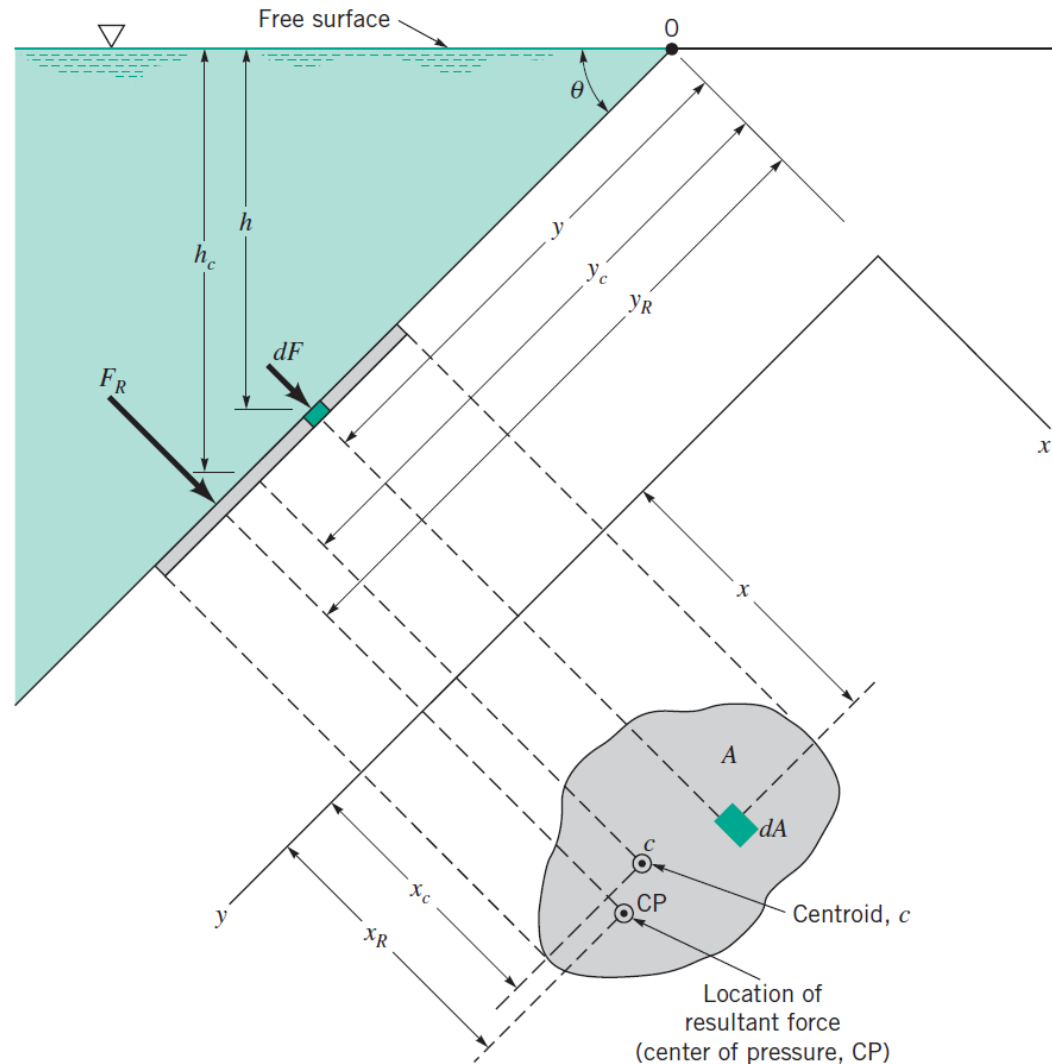 Free surface
0
θ
h
y
h_c
y_c
y_R
dF
F_R
x
x
A
dA
c
x_c
CP
y
Centroid, c
x_R
Location of
resultant force
(center of pressure, CP)